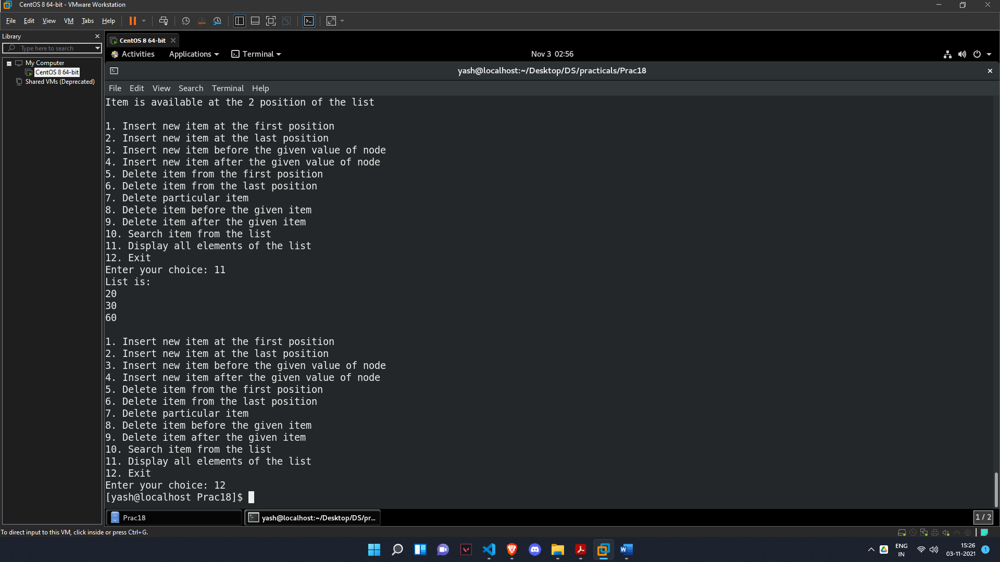 CentOS 8 64-bit - VMware Workstation
File Edit View VM Tabs Help
Library
Type here to search
My Computer
CentOS 8 64-bit
Shared VMs (Deprecated)
CentOS 8 64-bit
Activities Applications Terminal Nov 3 02:56
yash@localhost:~/Desktop/DS/practicals/Prac18
File Edit View Search Terminal Help
Item is available at the 2 position of the list
1. Insert new item at the first position
2. Insert new item at the last position
3. Insert new item before the given value of node
4. Insert new item after the given value of node
5. Delete item from the first position
6. Delete item from the last position
7. Delete particular item
8. Delete item before the given item
9. Delete item after the given item
10. Search item from the list
11. Display all elements of the list
12. Exit
Enter your choice: 11
List is:
20
30
60
1. Insert new item at the first position
2. Insert new item at the last position
3. Insert new item before the given value of node
4. Insert new item after the given value of node
5. Delete item from the first position
6. Delete item from the last position
7. Delete particular item
8. Delete item before the given item
9. Delete item after the given item
10. Search item from the list
11. Display all elements of the list
12. Exit
Enter your choice: 12
[yash@localhost Prac18]$
Prac18 yash@localhost:~/Desktop/DS/pr... 1 / 2
To direct input to this VM, click inside or press Ctrl+G.
ENG
IN
15:26
03-11-2021
1